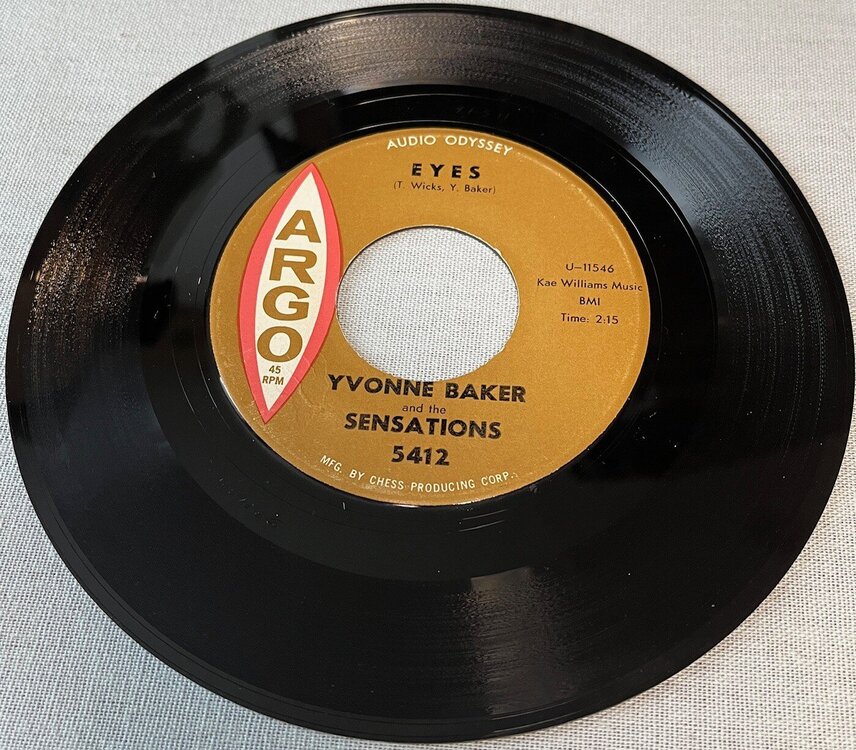 AUDIO ODYSSEY
EYES
(T. Wicks, Y. Baker)
ARGO
45
RPM
U-11546
Kae Williams Music
BMI
Time: 2:15
YVONNE BAKER
and the
SENSATIONS
5412
MFG. BY CHESS PRODUCING CORP.